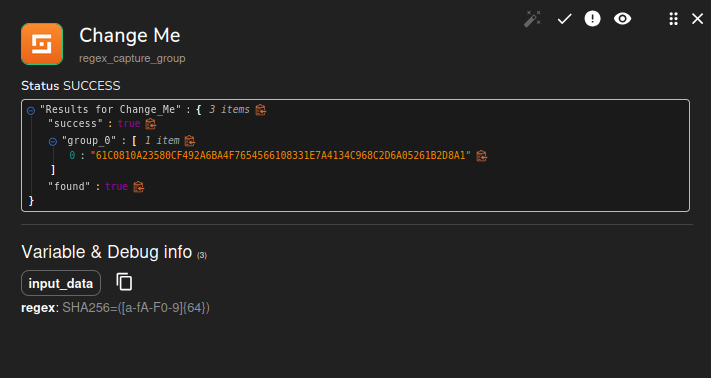 Change Me
regex_capture_group
Status SUCCESS
"Results for Change_Me" : { 3 items
"success" : true
"group_0" : [ 1 item
0 : "61C0810A23580CF492A6BA4F7654566108331E7A4134C968C2D6A05261B2D8A1"
]
"found" : true
}
Variable & Debug info (3)
input_data
regex: SHA256=([a-fA-F0-9]{64})